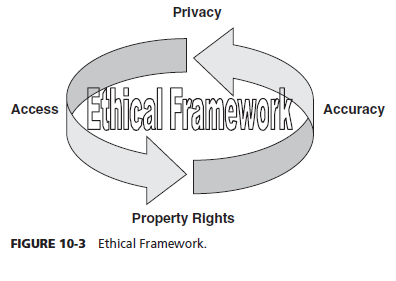 Privacy
Access
Ethical Framework
Accuracy
Property Rights
FIGURE 10-3 Ethical Framework.